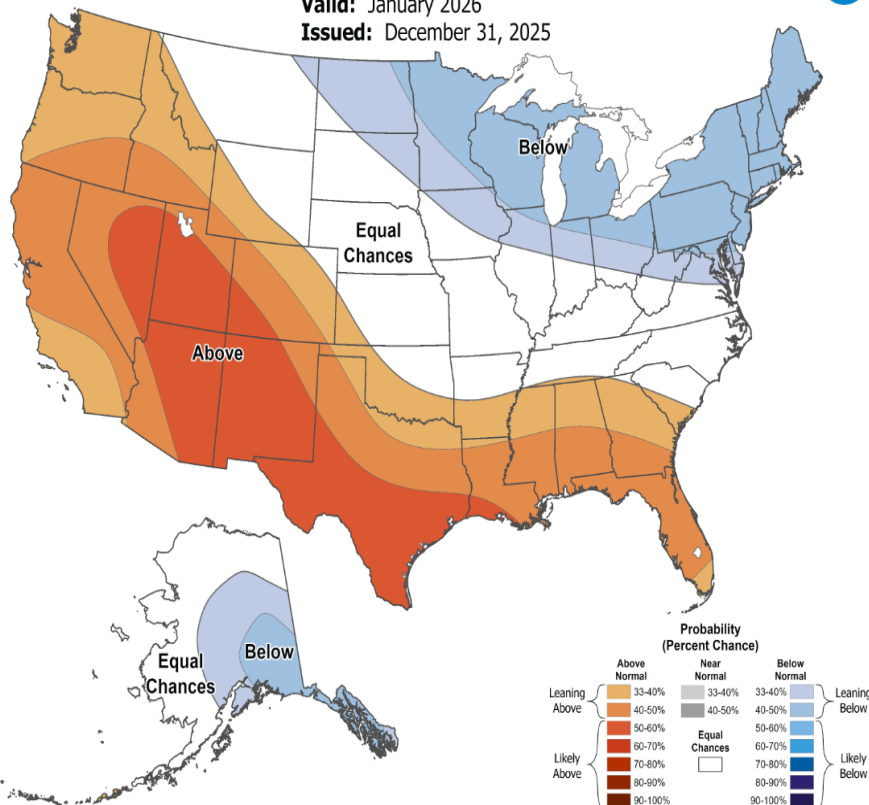 Valid: January 2026
Issued: December 31, 2025
Below
Equal
Chances
Above
Equal
Chances
Below
Probability
(Percent Chance)
Above
Normal
Near
Normal
Below
Normal
Leaning
Above
33-40%
40-50%
33-40%
40-50%
33-40%
40-50%
Leaning
Below
Likely
Above
50-60%
60-70%
70-80%
80-90%
90-100%
Equal
Chances
50-60%
60-70%
70-80%
80-90%
90-100%
Likely
Below